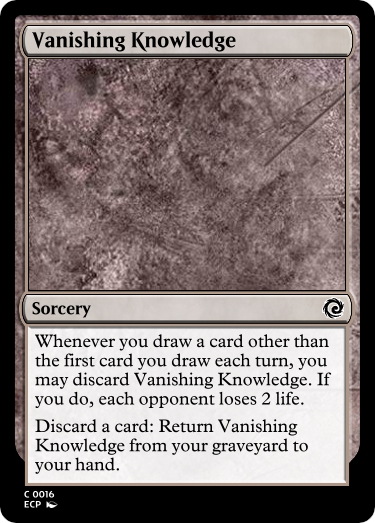 Vanishing Knowledge
Sorcery
Whenever you draw a card other than
the first card you draw each turn, you
may discard Vanishing Knowledge. If
you do, each opponent loses 2 life.
Discard a card: Return Vanishing
Knowledge from your graveyard to
your hand.
C 0016
ECP